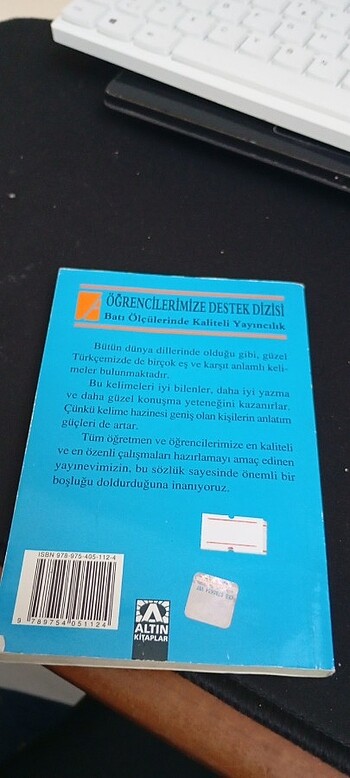 ÖĞRENCİLERİMİZE DESTEK DİZİSİ
Batı Ölçülerinde Kaliteli Yayıncılık
Bütün dünya dillerinde olduğu gibi, güzel
Türkçemizde de birçok eş ve karşıt anlamlı keli-
meler bulunmaktadır.
Bu kelimeleri iyi bilenler, daha iyi yazma
ve daha güzel konuşma yeteneğini kazanırlar.
Çünkü kelime hazinesi geniş olan kişilerin anlatım
güçleri de artar.
Tüm öğretmen ve öğrencilerimize en kaliteli
ve en özenli çalışmaları hazırlamayı amaç edinen
yayınevimizin, bu sözlük sayesinde önemli bir
boşluğu doldurduğuna inanıyoruz.
ISBN 978-975-405-112-4
9 789754 051124
ALTIN
KİTAPLAR